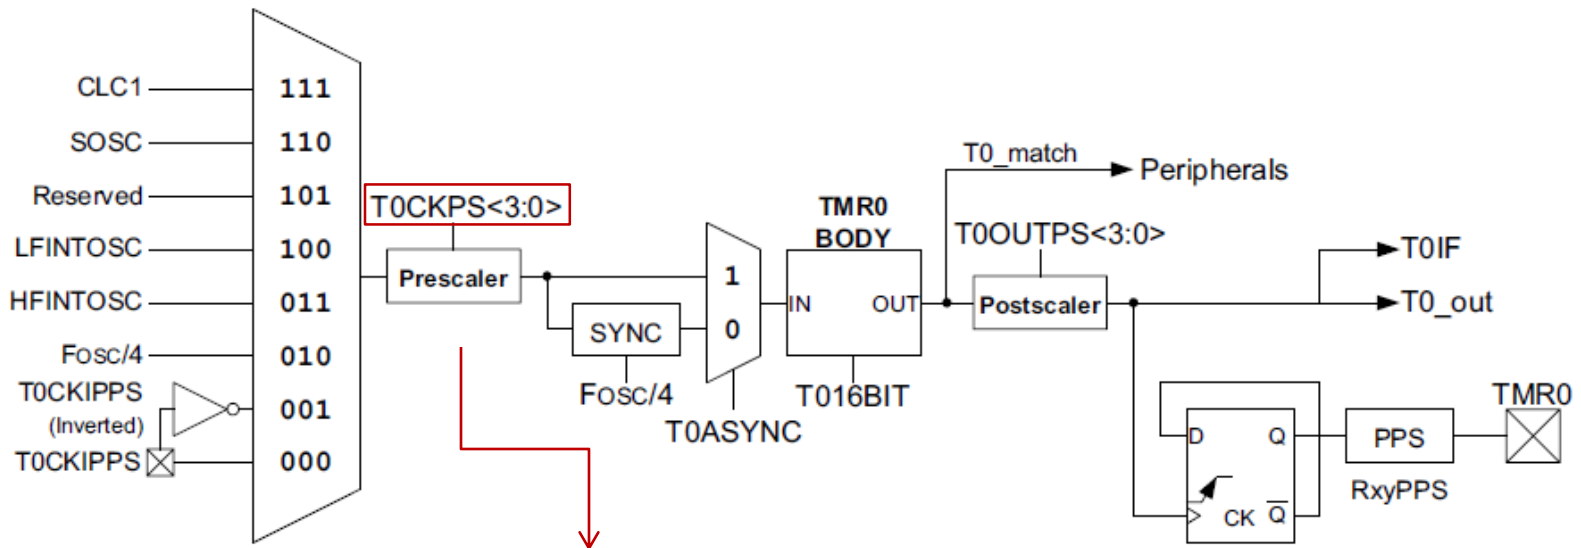 CLC1
111
SOSC
110
Reserved
101
LFINTOSC
100
HFINTOSC
011
FOSC/4
010
T0CKIPPS
(Inverted)
001
T0CKIPPS
000
T0CKPS<3:0>
Prescaler
SYNC
FOSC/4
1
0
T0ASYNC
TMR0
BODY
IN
OUT
T016BIT
T0_match
Peripherals
T0OUTPS<3:0>
Postscaler
T0IF
T0_out
D
Q
CK
Q̅
PPS
RxyPPS
TMR0